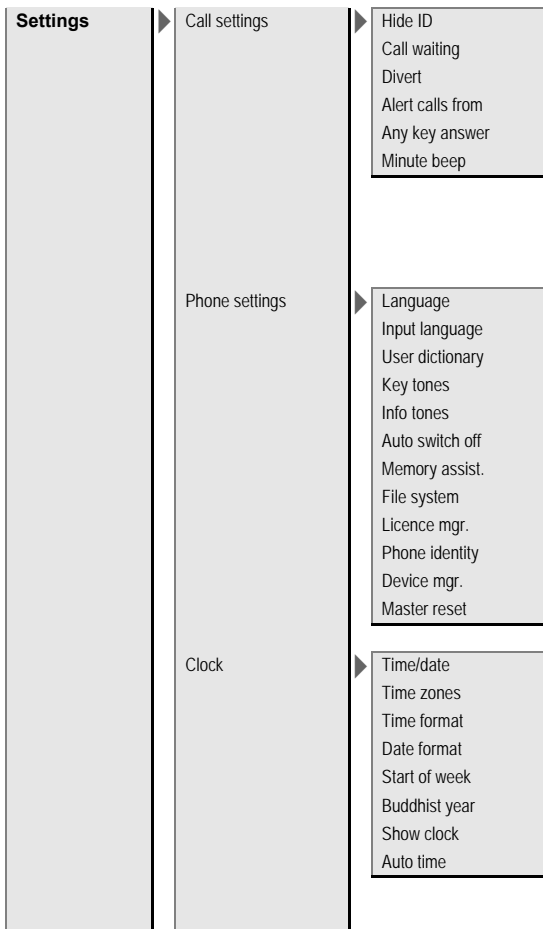 Settings
Call settings
Hide ID
Call waiting
Divert
Alert calls from
Any key answer
Minute beep
Phone settings
Language
Input language
User dictionary
Key tones
Info tones
Auto switch off
Memory assist.
File system
Licence mgr.
Phone identity
Device mgr.
Master reset
Clock
Time/date
Time zones
Time format
Date format
Start of week
Buddhist year
Show clock
Auto time